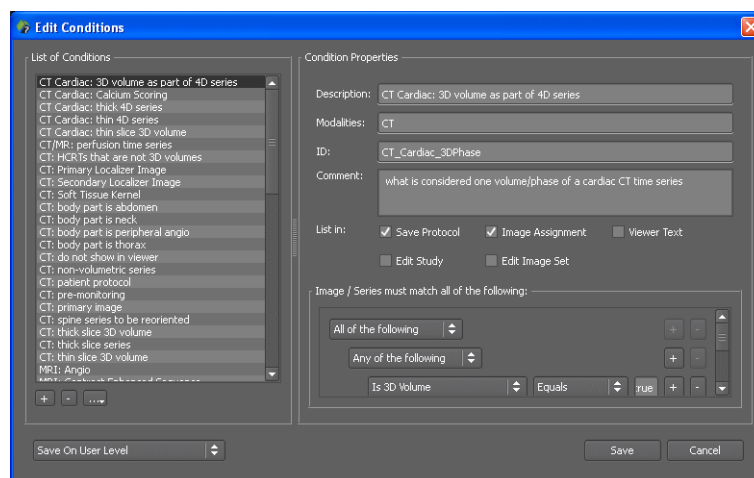 Edit Conditions
List of Conditions
CT Cardiac: 3D volume as part of 4D series
CT Cardiac: Calcium Scoring
CT Cardiac: thick 4D series
CT Cardiac: thin 4D series
CT Cardiac: thin slice 3D volume
CT/MR: perfusion time series
CT: HCRTs that are not 3D volumes
CT: Primary Localizer Image
CT: Secondary Localizer Image
CT: Soft Tissue Kernel
CT: body part is abdomen
CT: body part is neck
CT: body part is peripheral angio
CT: body part is thorax
CT: do not show in viewer
CT: non-volumetric series
CT: patient protocol
CT: pre-monitoring
CT: primary image
CT: spine series to be reoriented
CT: thick slice 3D volume
CT: thick slice series
CT: thin slice 3D volume
MRI: Angio
MRI: Contrast Enhanced Sequence
+ - ...
Save On User Level
Condition Properties
Description: CT Cardiac: 3D volume as part of 4D series
Modalities: CT
ID: CT_Cardiac_3DPhase
Comment: what is considered one volume/phase of a cardiac CT time series
List in: Save Protocol Image Assignment Viewer Text
Edit Study Edit Image Set
Image / Series must match all of the following:
All of the following + -
Any of the following + -
Is 3D Volume Equals true + -
Save Cancel